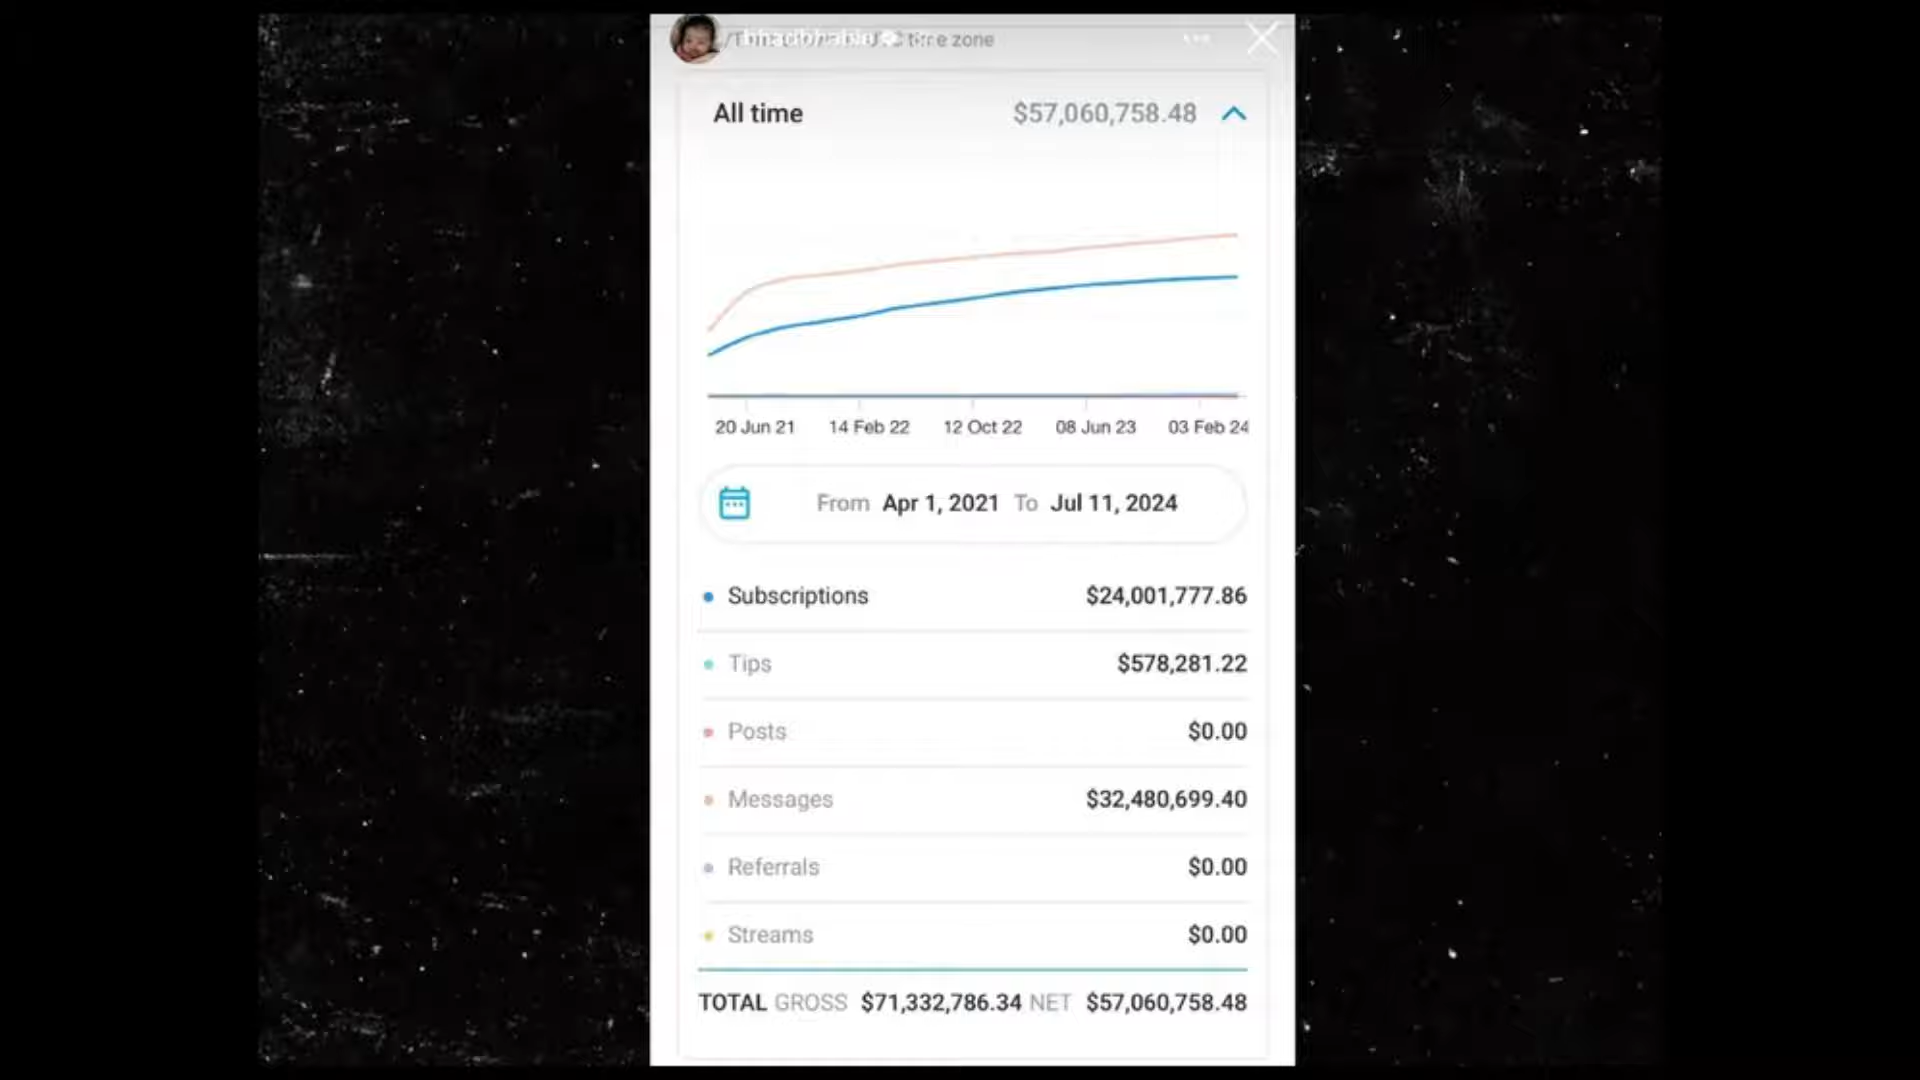 time zone
All time $57,060,758.48
20 Jun 21 14 Feb 22 12 Oct 22 08 Jun 23 03 Feb 24
From Apr 1, 2021 To Jul 11, 2024
Subscriptions $24,001,777.86
Tips $578,281.22
Posts $0.00
Messages $32,480,699.40
Referrals $0.00
Streams $0.00
TOTAL GROSS $71,332,786.34 NET $57,060,758.48